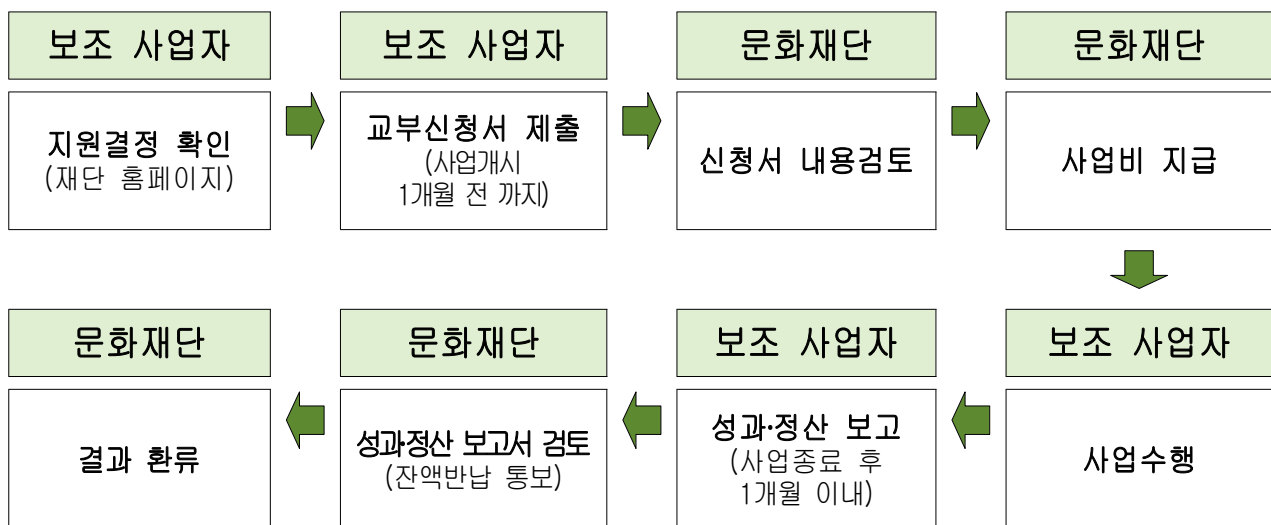 보조 사업자
지원결정 확인
(재단 홈페이지)
보조 사업자
교부신청서 제출
(사업개시
1개월 전 까지)
문화재단
신청서 내용검토
문화재단
사업비 지급
보조 사업자
사업수행
보조 사업자
성과·정산 보고
(사업종료 후
1개월 이내)
문화재단
성과·정산 보고서 검토
(잔액반납 통보)
문화재단
결과 환류